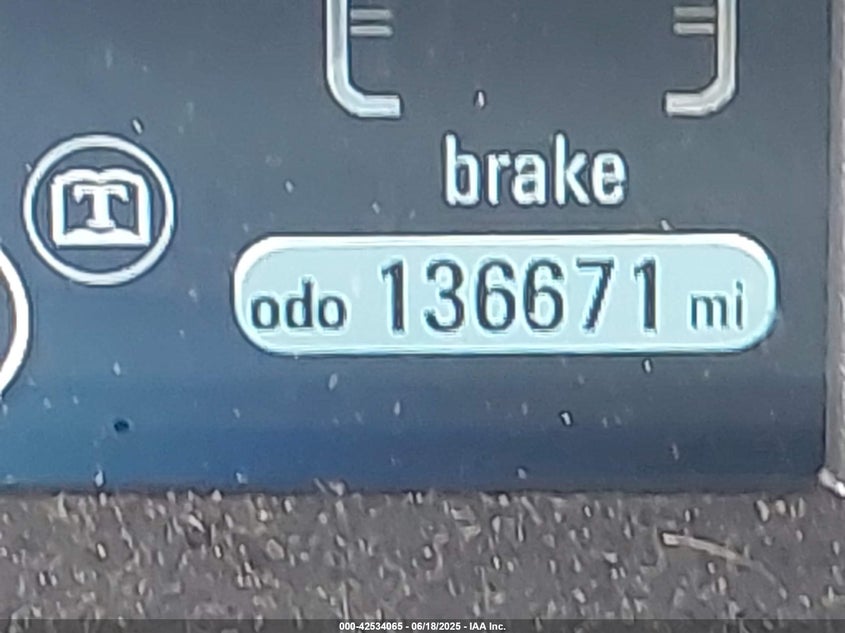 brake
T
odo 136671 mi
000-42534065 - 06/18/2025 - IAA Inc.